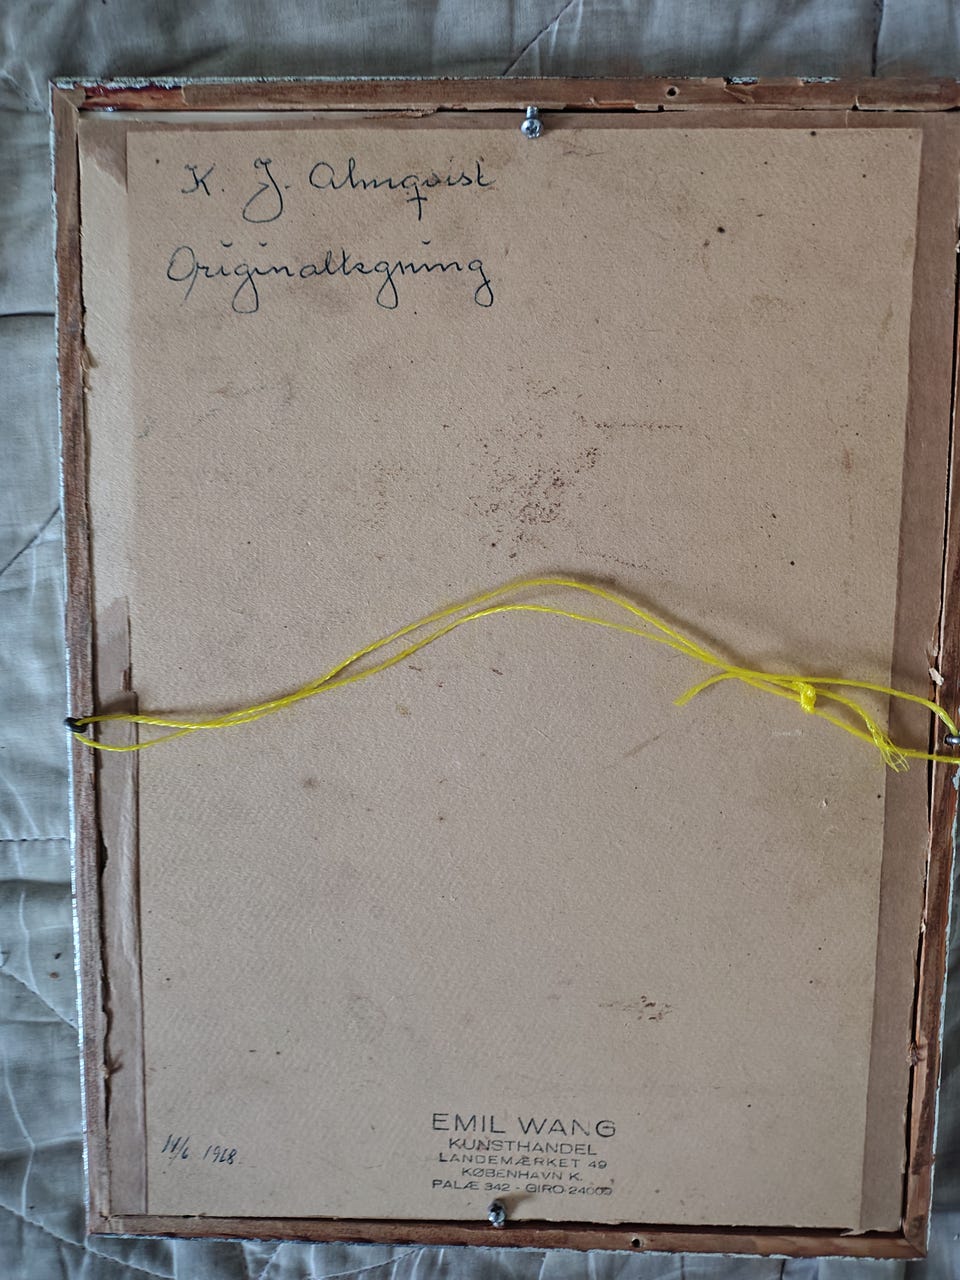 K. J. Almqvist
Originaltegning
EMIL WANG
KUNSTHANDEL
LANDEMÆRKET 49
KØBENHAVN K.
PALÆ 342 - GIRO 24009
14/6 1968